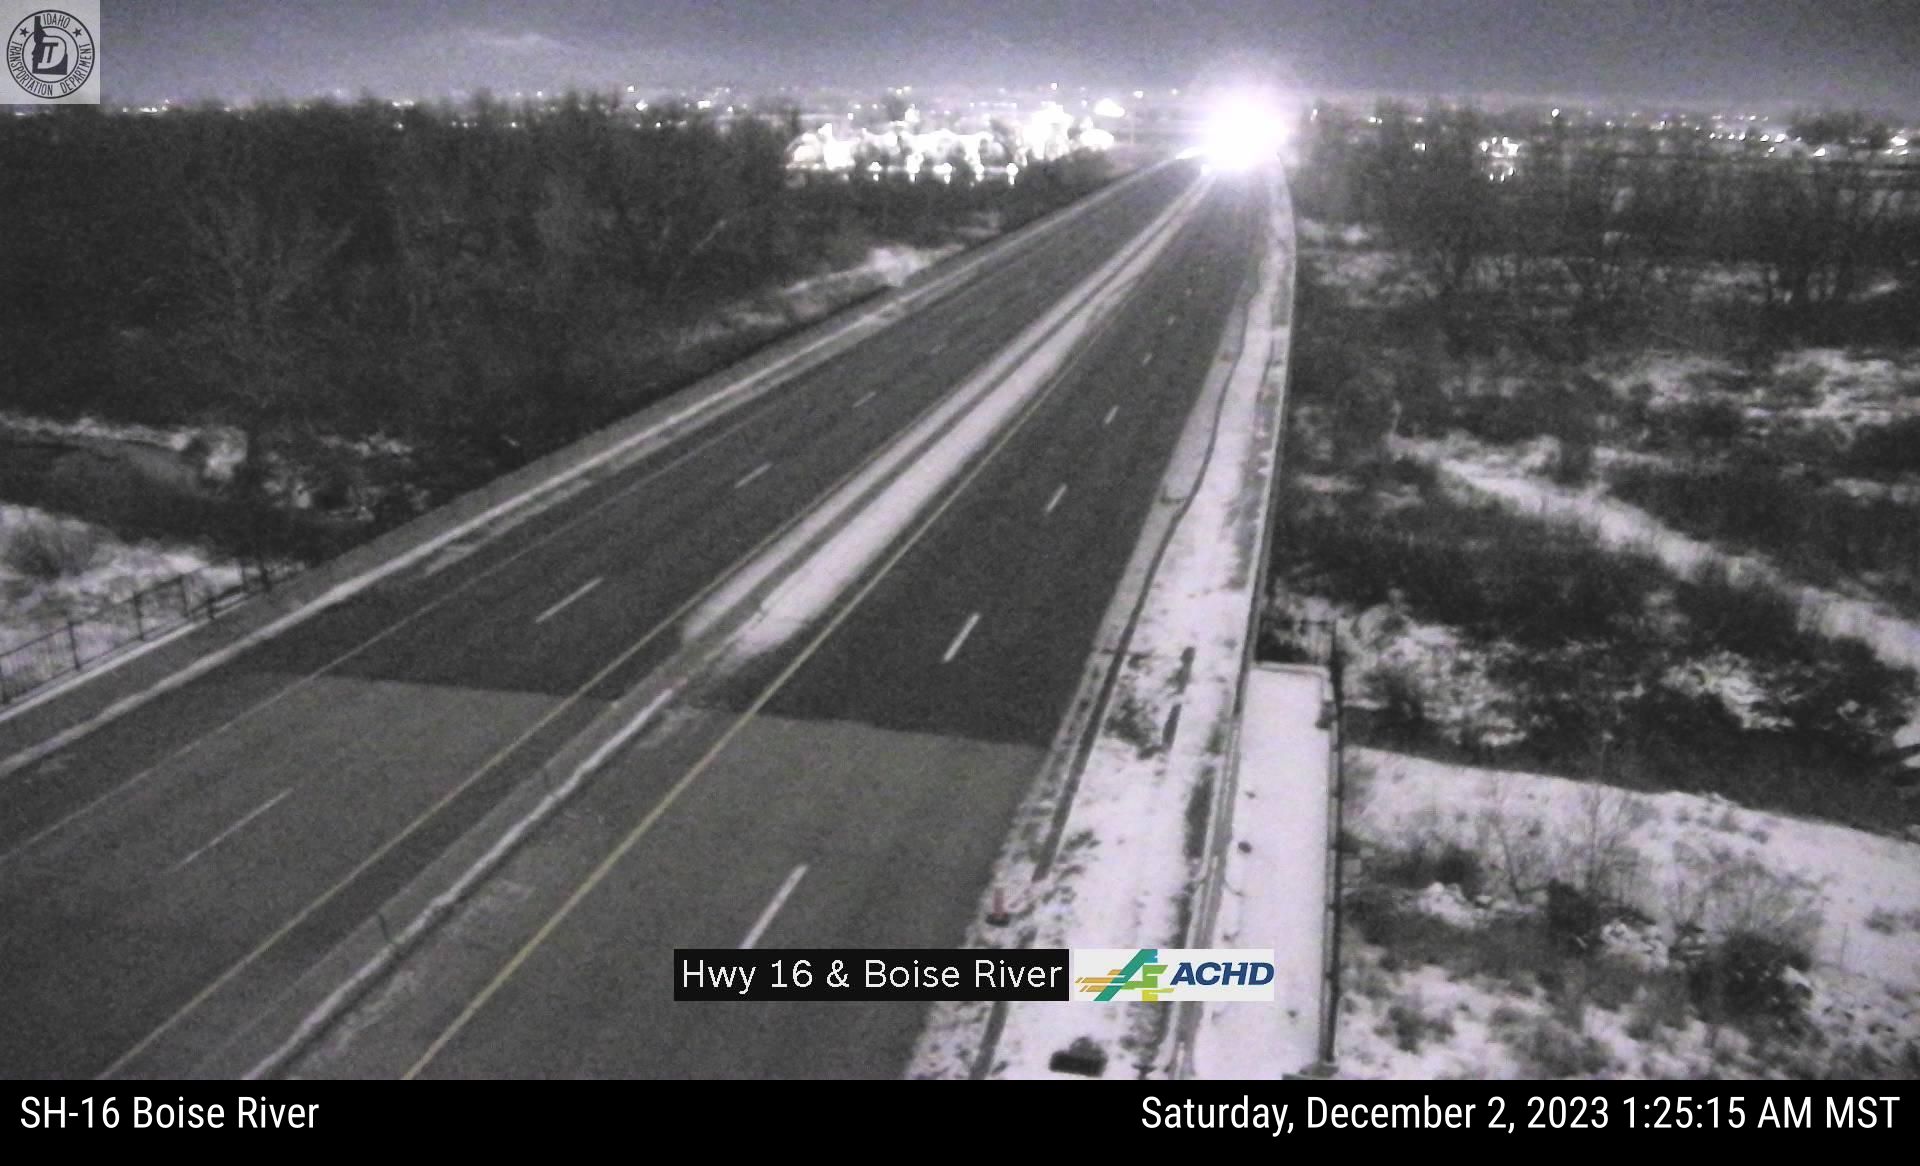 IDAHO
TRANSPORTATION DEPARTMENT
Hwy 16 & Boise River
ACHD
SH-16 Boise River
Saturday, December 2, 2023 1:25:15 AM MST